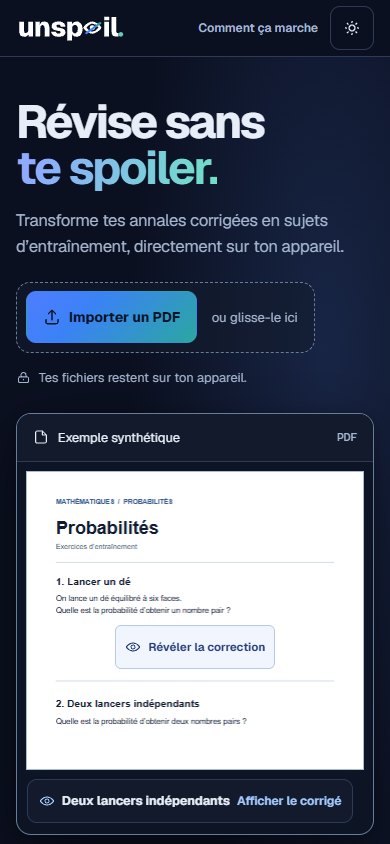 unspoil.
Comment ça marche
Révise sans
te spoiler.
Transforme tes annales corrigées en sujets
d’entraînement, directement sur ton appareil.
Importer un PDF
ou glisse-le ici
Tes fichiers restent sur ton appareil.
Exemple synthétique
PDF
MATHÉMATIQUES / PROBABILITÉS
Probabilités
Exercices d'entraînement
1. Lancer un dé
On lance un dé équilibré à six faces.
Quelle est la probabilité d'obtenir un nombre pair ?
Révéler la correction
2. Deux lancers indépendants
Quelle est la probabilité d'obtenir deux nombres pairs ?
Deux lancers indépendants
Afficher le corrigé